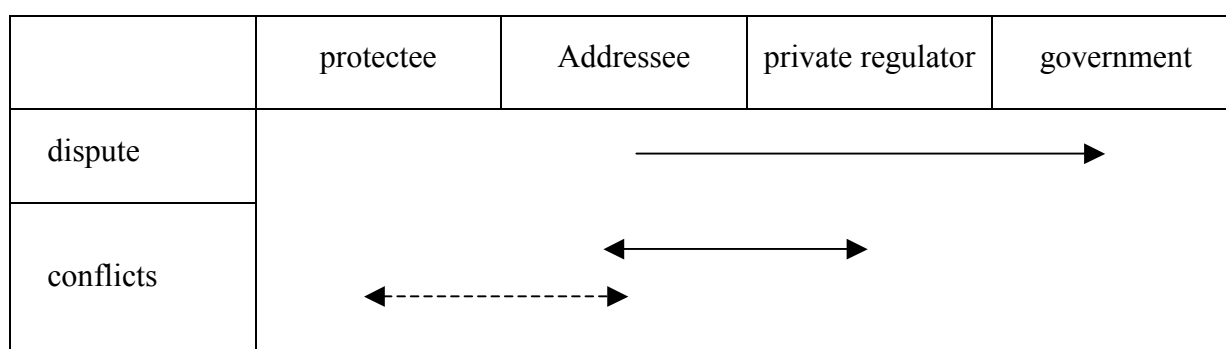 protectee Addressee private regulator government
dispute
conflicts